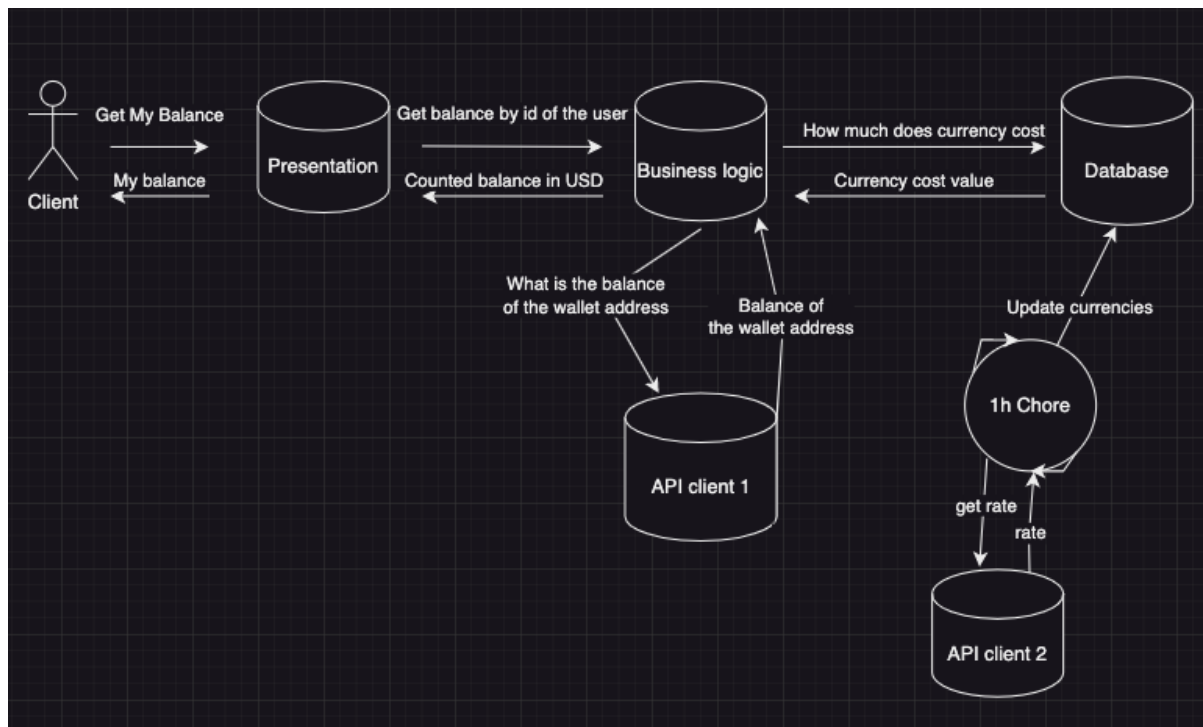 Get My Balance
My balance
Client
Presentation
Get balance by id of the user
Counted balance in USD
Business logic
How much does currency cost
Currency cost value
Database
What is the balance
of the wallet address
Balance of
the wallet address
API client 1
Update currencies
1h Chore
get rate
rate
API client 2